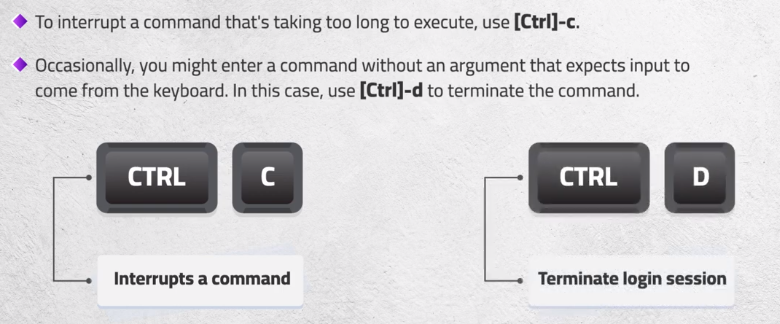 To interrupt a command that's taking too long to execute, use [Ctrl]-c.
Occasionally, you might enter a command without an argument that expects input to
come from the keyboard. In this case, use [Ctrl]-d to terminate the command.
CTRL C
CTRL D
Interrupts a command
Terminate login session